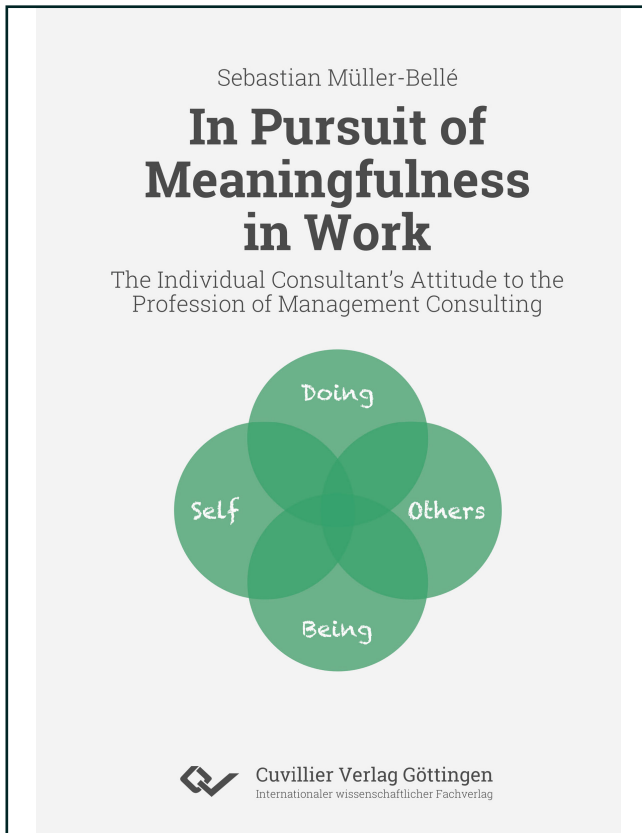 Sebastian Müller-Bellé
In Pursuit of
Meaningfulness
in Work
The Individual Consultant's Attitude to the
Profession of Management Consulting
Doing
Self
Others
Being
Cuvillier Verlag Göttingen
Internationaler wissenschaftlicher Fachverlag